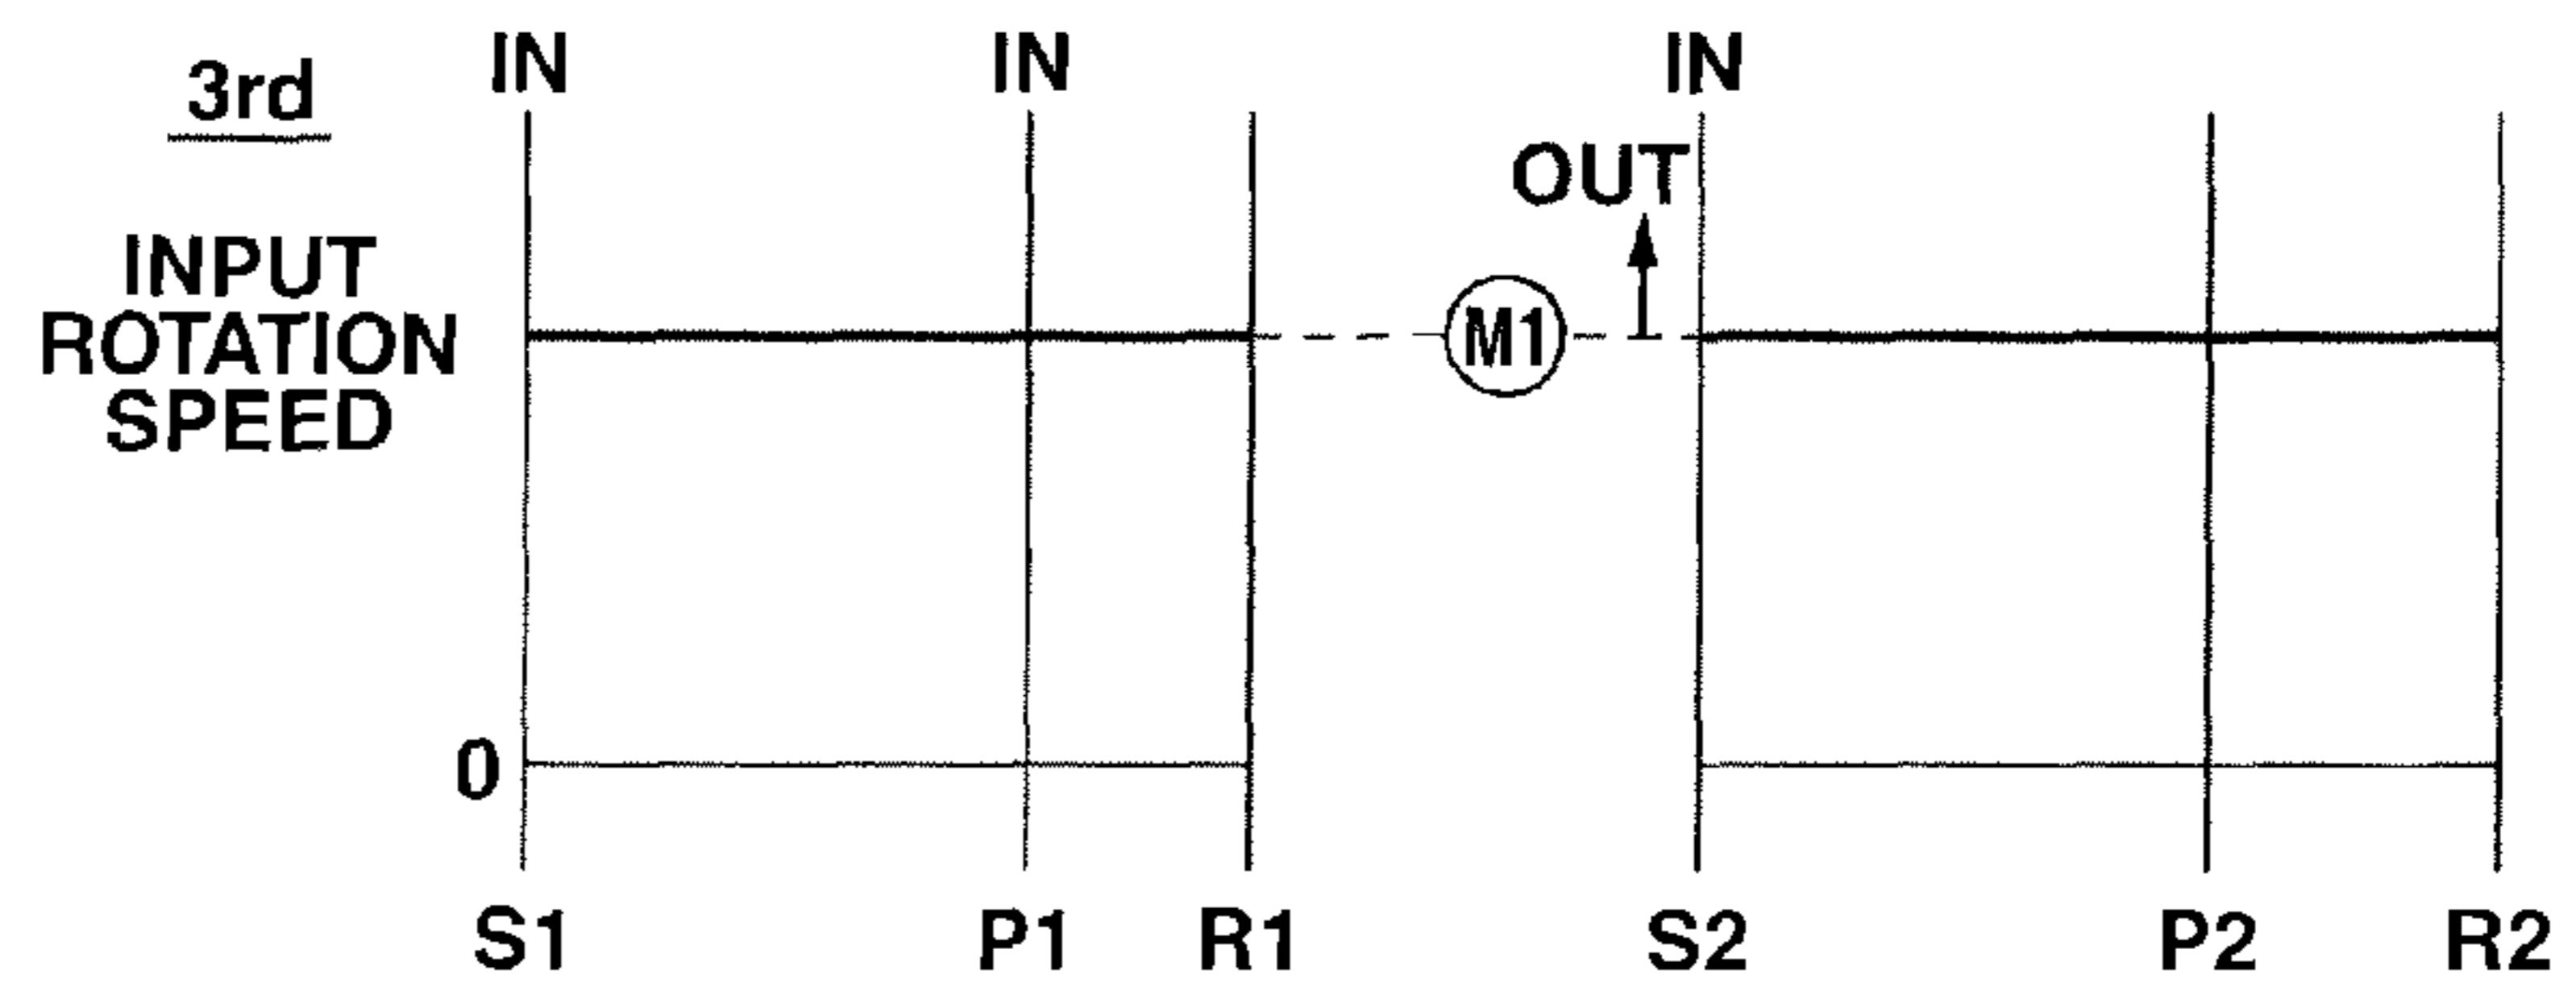 3rd
IN
IN
IN
OUT
INPUT
ROTATION
SPEED
M1
0
S1
P1
R1
S2
P2
R2